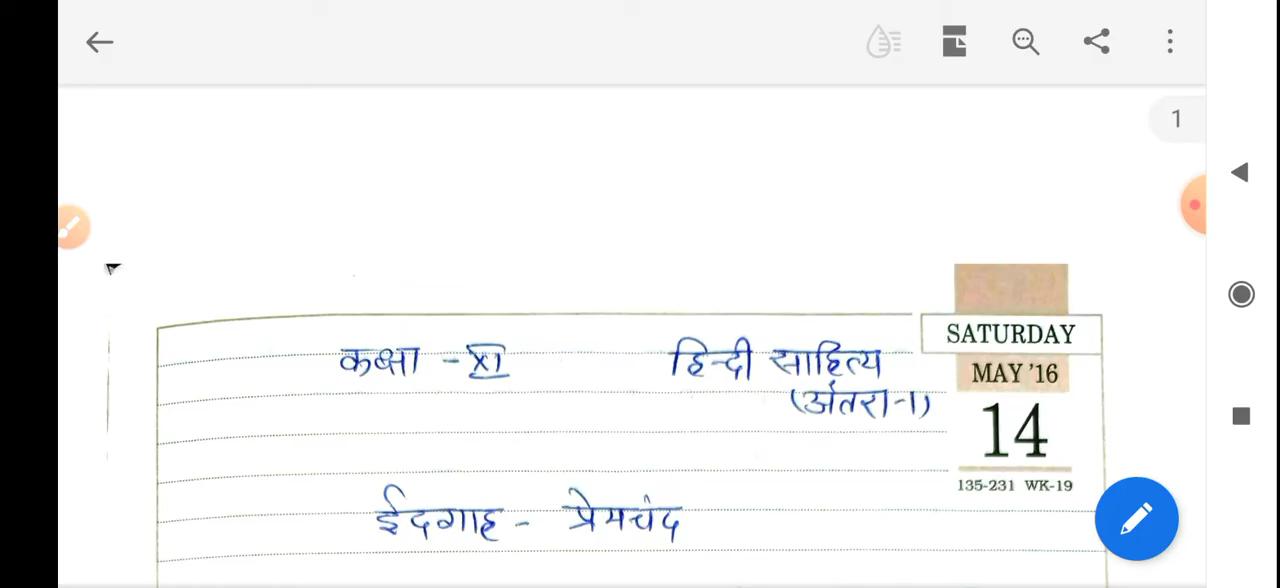 1
SATURDAY
कक्षा - XI हिन्दी साहित्य
MAY '16
(अंतरा-1)
14
135-231 WK-19
ईदगाह - प्रेमचंद